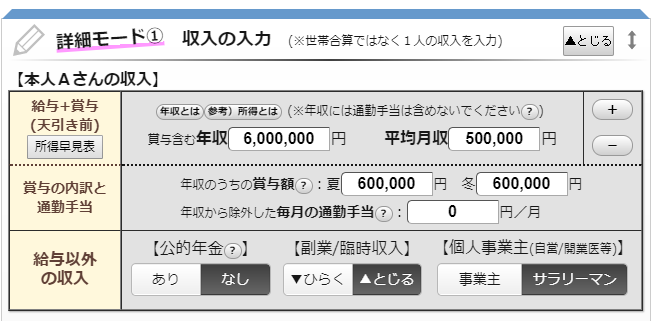 詳細モード① 収入の入力 (※世帯合算ではなく１人の収入を入力) ▲とじる
【本人Ａさんの収入】
給与+賞与
(天引き前)
所得早見表
年収とは 参考）所得とは (※年収には通勤手当は含めないでください?) +
賞与含む年収 6,000,000 円 平均月収 500,000 円 −
賞与の内訳と
通勤手当
年収のうちの賞与額?：夏 600,000 円 冬 600,000 円
年収から除外した毎月の通勤手当?： 0 円／月
給与以外
の収入
【公的年金?】 【副業/臨時収入】 【個人事業主(自営/開業医等)】
あり なし ▼ひらく ▲とじる 事業主 サラリーマン